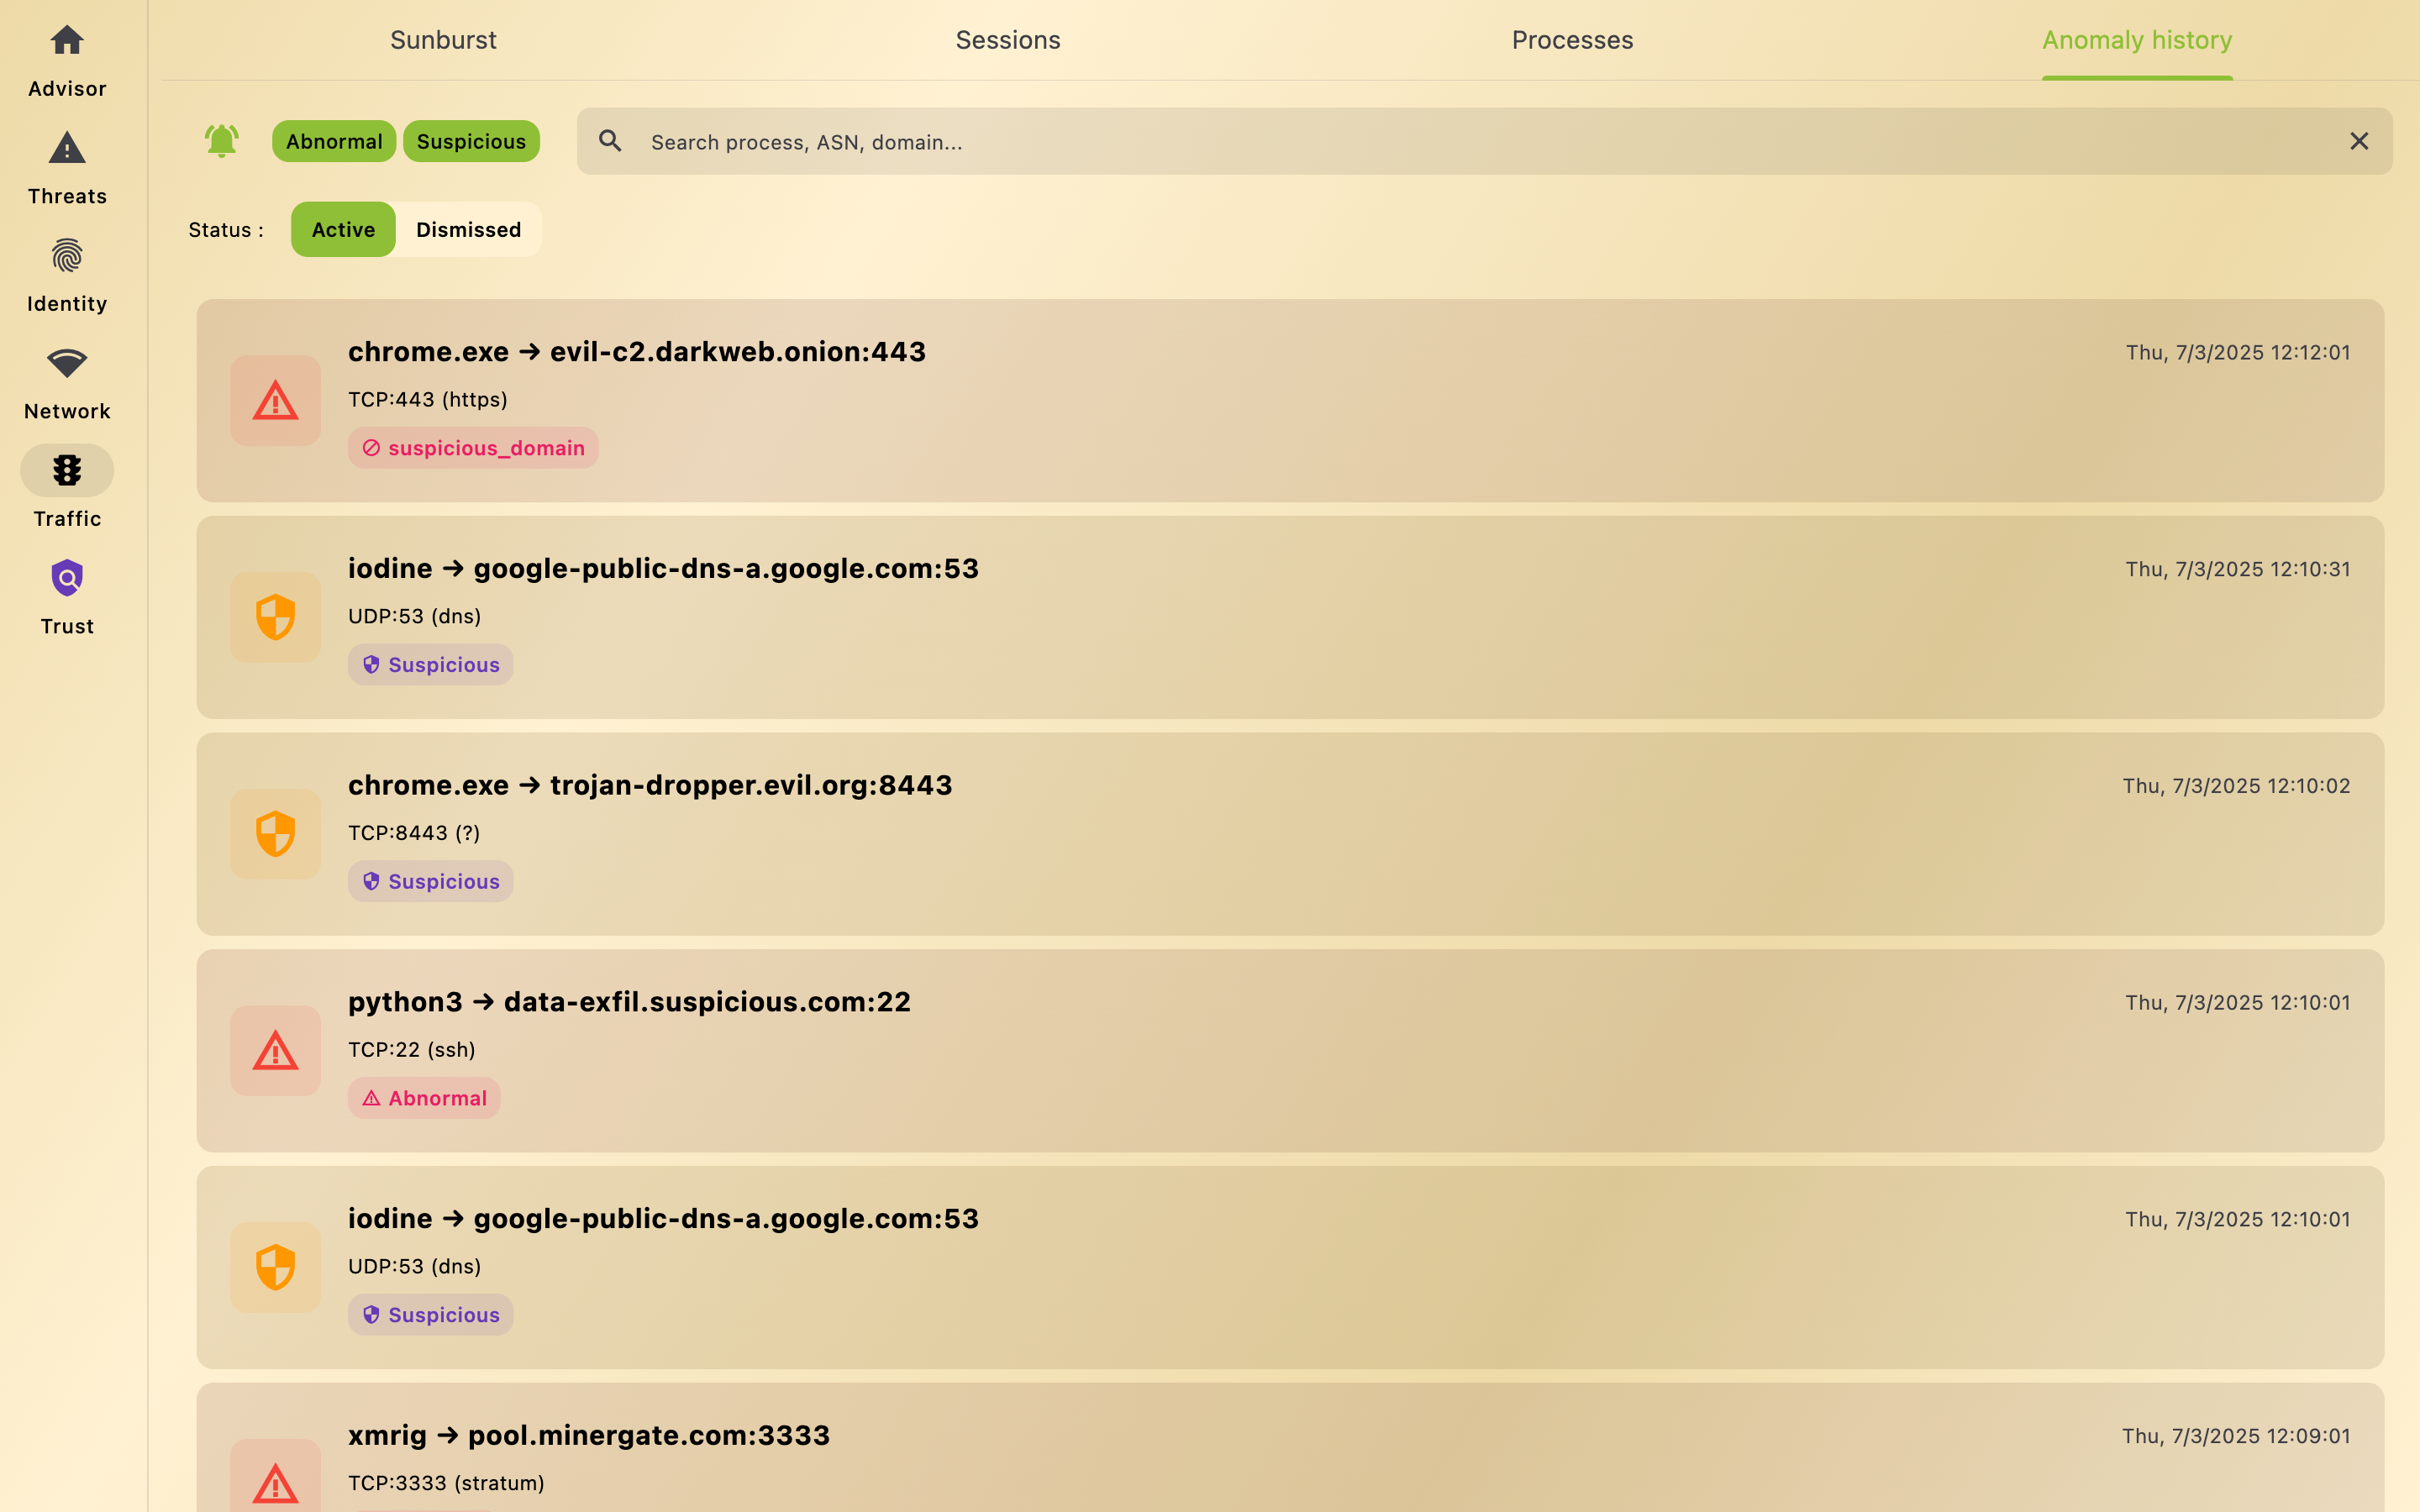 Advisor
Threats
Identity
Network
Traffic
Trust
Sunburst
Sessions
Processes
Anomaly history
Abnormal
Suspicious
Search process, ASN, domain...
Status :
Active
Dismissed
chrome.exe → evil-c2.darkweb.onion:443
Thu, 7/3/2025 12:12:01
TCP:443 (https)
suspicious_domain
iodine → google-public-dns-a.google.com:53
Thu, 7/3/2025 12:10:31
UDP:53 (dns)
Suspicious
chrome.exe → trojan-dropper.evil.org:8443
Thu, 7/3/2025 12:10:02
TCP:8443 (?)
Suspicious
python3 → data-exfil.suspicious.com:22
Thu, 7/3/2025 12:10:01
TCP:22 (ssh)
Abnormal
iodine → google-public-dns-a.google.com:53
Thu, 7/3/2025 12:10:01
UDP:53 (dns)
Suspicious
xmrig → pool.minergate.com:3333
Thu, 7/3/2025 12:09:01
TCP:3333 (stratum)